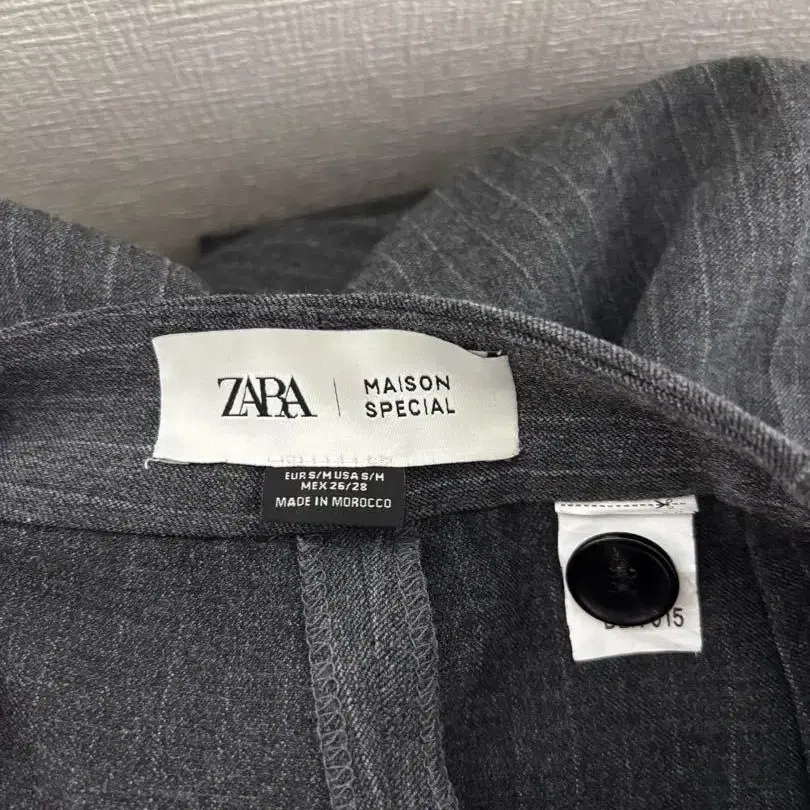 ZARA
MAISON
SPECIAL
EUR S/M USA S/M
MEX 26/28
MADE IN MOROCCO